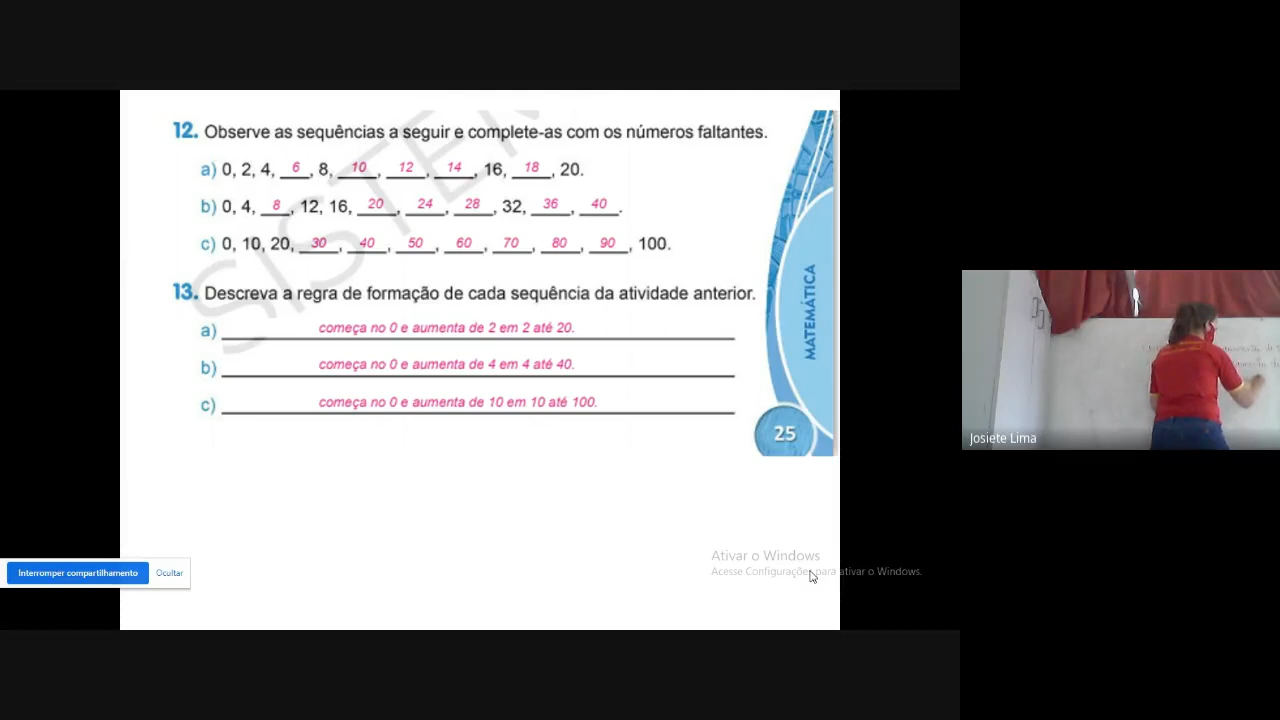 SISTEM
12. Observe as sequências a seguir e complete-as com os números faltantes.
a) 0, 2, 4, 6, 8, 10, 12, 14, 16, 18, 20.
b) 0, 4, 8, 12, 16, 20, 24, 28, 32, 36, 40.
c) 0, 10, 20, 30, 40, 50, 60, 70, 80, 90, 100.
13. Descreva a regra de formação de cada sequência da atividade anterior.
a) começa no 0 e aumenta de 2 em 2 até 20.
b) começa no 0 e aumenta de 4 em 4 até 40.
c) começa no 0 e aumenta de 10 em 10 até 100.
MATEMÁTICA
25
Josiete Lima
Ativar o Windows
Acesse Configurações para ativar o Windows.
Interromper compartilhamento Ocultar